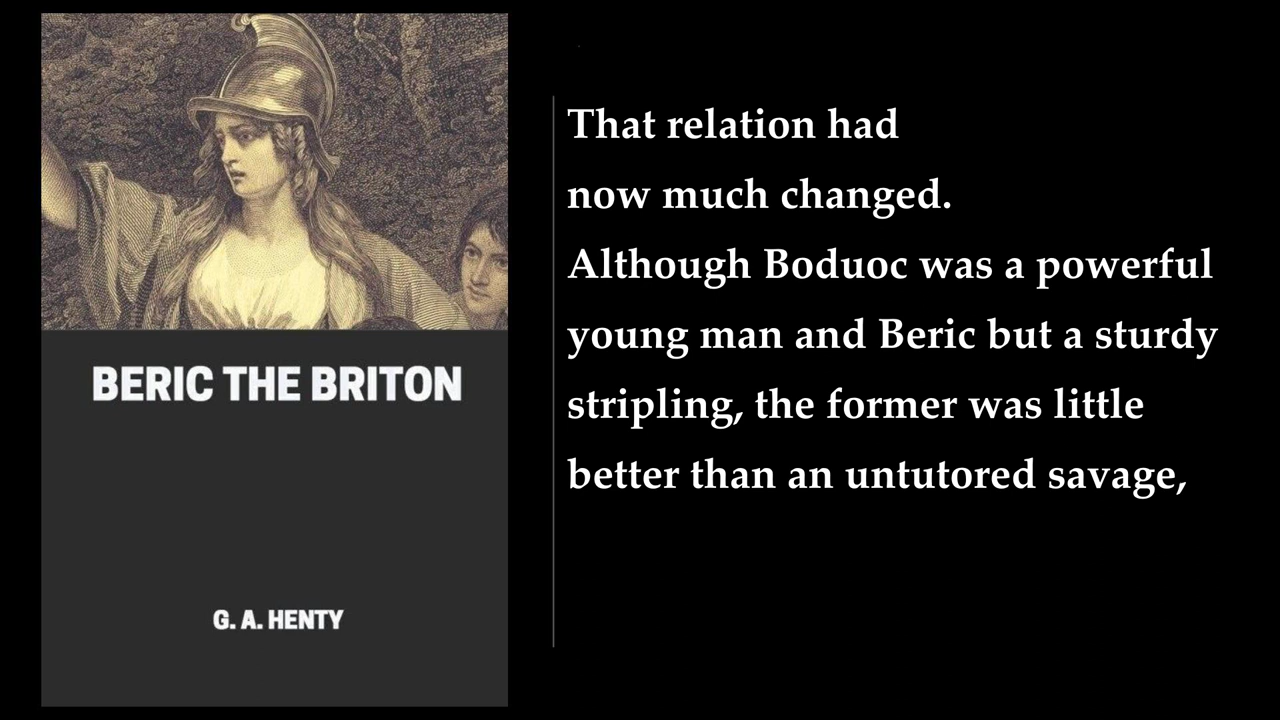 BERIC THE BRITON
G. A. HENTY
That relation had
now much changed.
Although Boduoc was a powerful
young man and Beric but a sturdy
stripling, the former was little
better than an untutored savage,